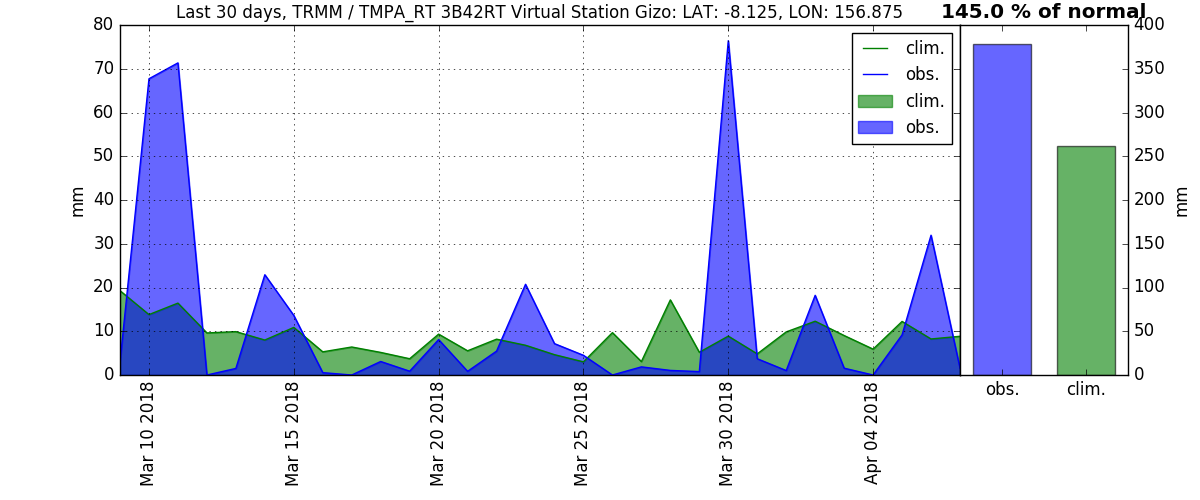 Last 30 days, TRMM / TMPA_RT 3B42RT Virtual Station Gizo: LAT: -8.125, LON: 156.875
145.0 % of normal
80
70
60
50
40
30
20
10
0
mm
clim.
obs.
clim.
obs.
Mar 10 2018
Mar 15 2018
Mar 20 2018
Mar 25 2018
Mar 30 2018
Apr 04 2018
400
350
300
250
200
150
100
50
0
mm
obs.
clim.